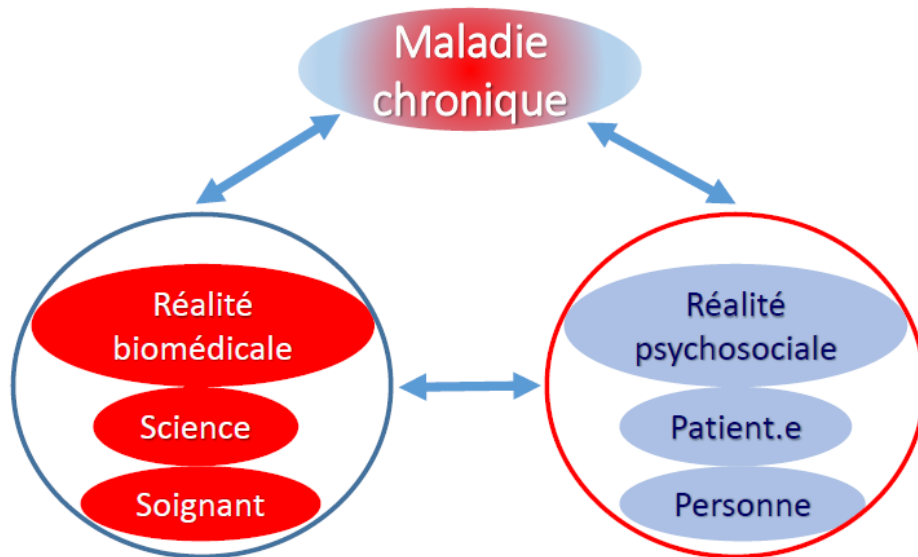 Maladie
chronique
Réalité
biomédicale
Science
Soignant
Réalité
psychosociale
Patient.e
Personne